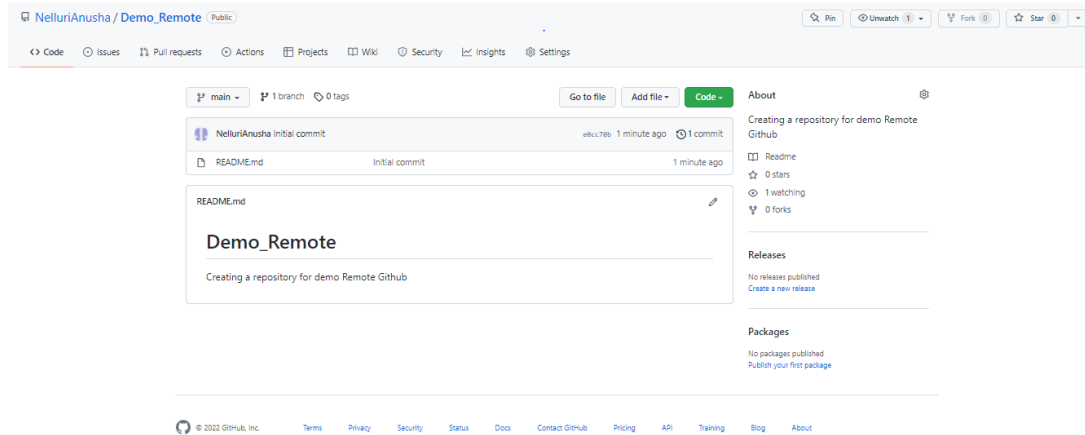 NelluriAnusha / Demo_Remote Public
Pin Unwatch 1 Fork 0 Star 0
<> Code Issues Pull requests Actions Projects Wiki Security Insights Settings
main 1 branch 0 tags Go to file Add file Code
NelluriAnusha Initial commit e0cc70b 1 minute ago 1 commit
README.md Initial commit 1 minute ago
README.md
Demo_Remote
Creating a repository for demo Remote Github
About
Creating a repository for demo Remote
Github
Readme
0 stars
1 watching
0 forks
Releases
No releases published
Create a new release
Packages
No packages published
Publish your first package
© 2022 GitHub, Inc. Terms Privacy Security Status Docs Contact GitHub Pricing API Training Blog About